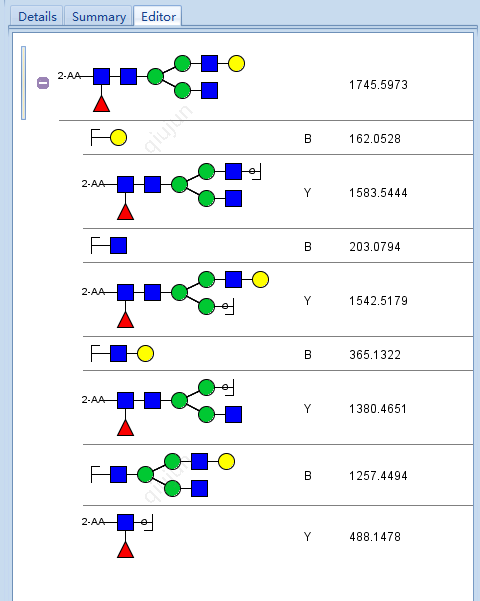 Details Summary Editor
2-AA 1745.5973
B 162.0528
2-AA Y 1583.5444
B 203.0794
2-AA Y 1542.5179
B 365.1322
2-AA Y 1380.4651
B 1257.4494
2-AA Y 488.1478
qiujun